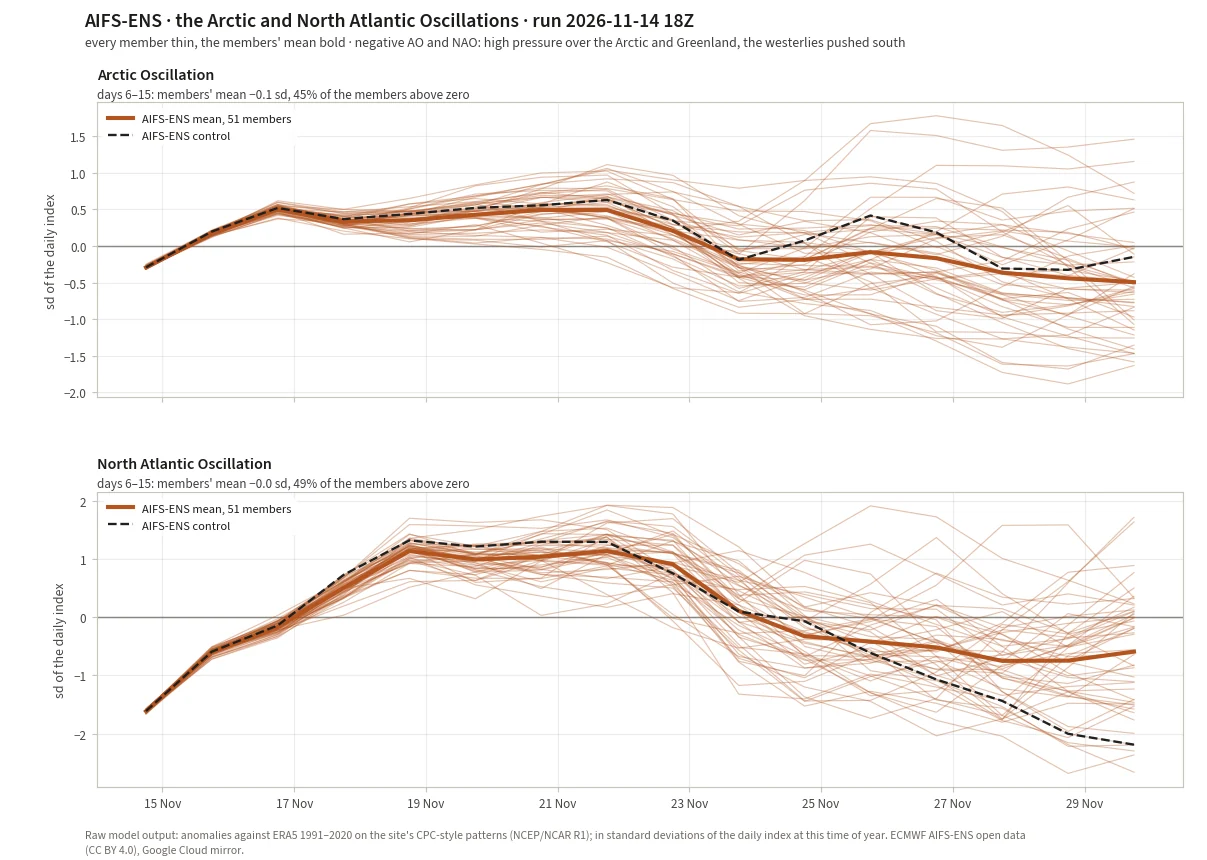 AIFS-ENS · the Arctic and North Atlantic Oscillations · run 2026-11-14 18Z
every member thin, the members' mean bold · negative AO and NAO: high pressure over the Arctic and Greenland, the westerlies pushed south
Arctic Oscillation
days 6–15: members' mean −0.1 sd, 45% of the members above zero
AIFS-ENS mean, 51 members
AIFS-ENS control
sd of the daily index
1.5
1.0
0.5
0.0
−0.5
−1.0
−1.5
−2.0
North Atlantic Oscillation
days 6–15: members' mean −0.0 sd, 49% of the members above zero
AIFS-ENS mean, 51 members
AIFS-ENS control
sd of the daily index
2
1
0
−1
−2
15 Nov 17 Nov 19 Nov 21 Nov 23 Nov 25 Nov 27 Nov 29 Nov
Raw model output: anomalies against ERA5 1991–2020 on the site's CPC-style patterns (NCEP/NCAR R1); in standard deviations of the daily index at this time of year. ECMWF AIFS-ENS open data
(CC BY 4.0), Google Cloud mirror.